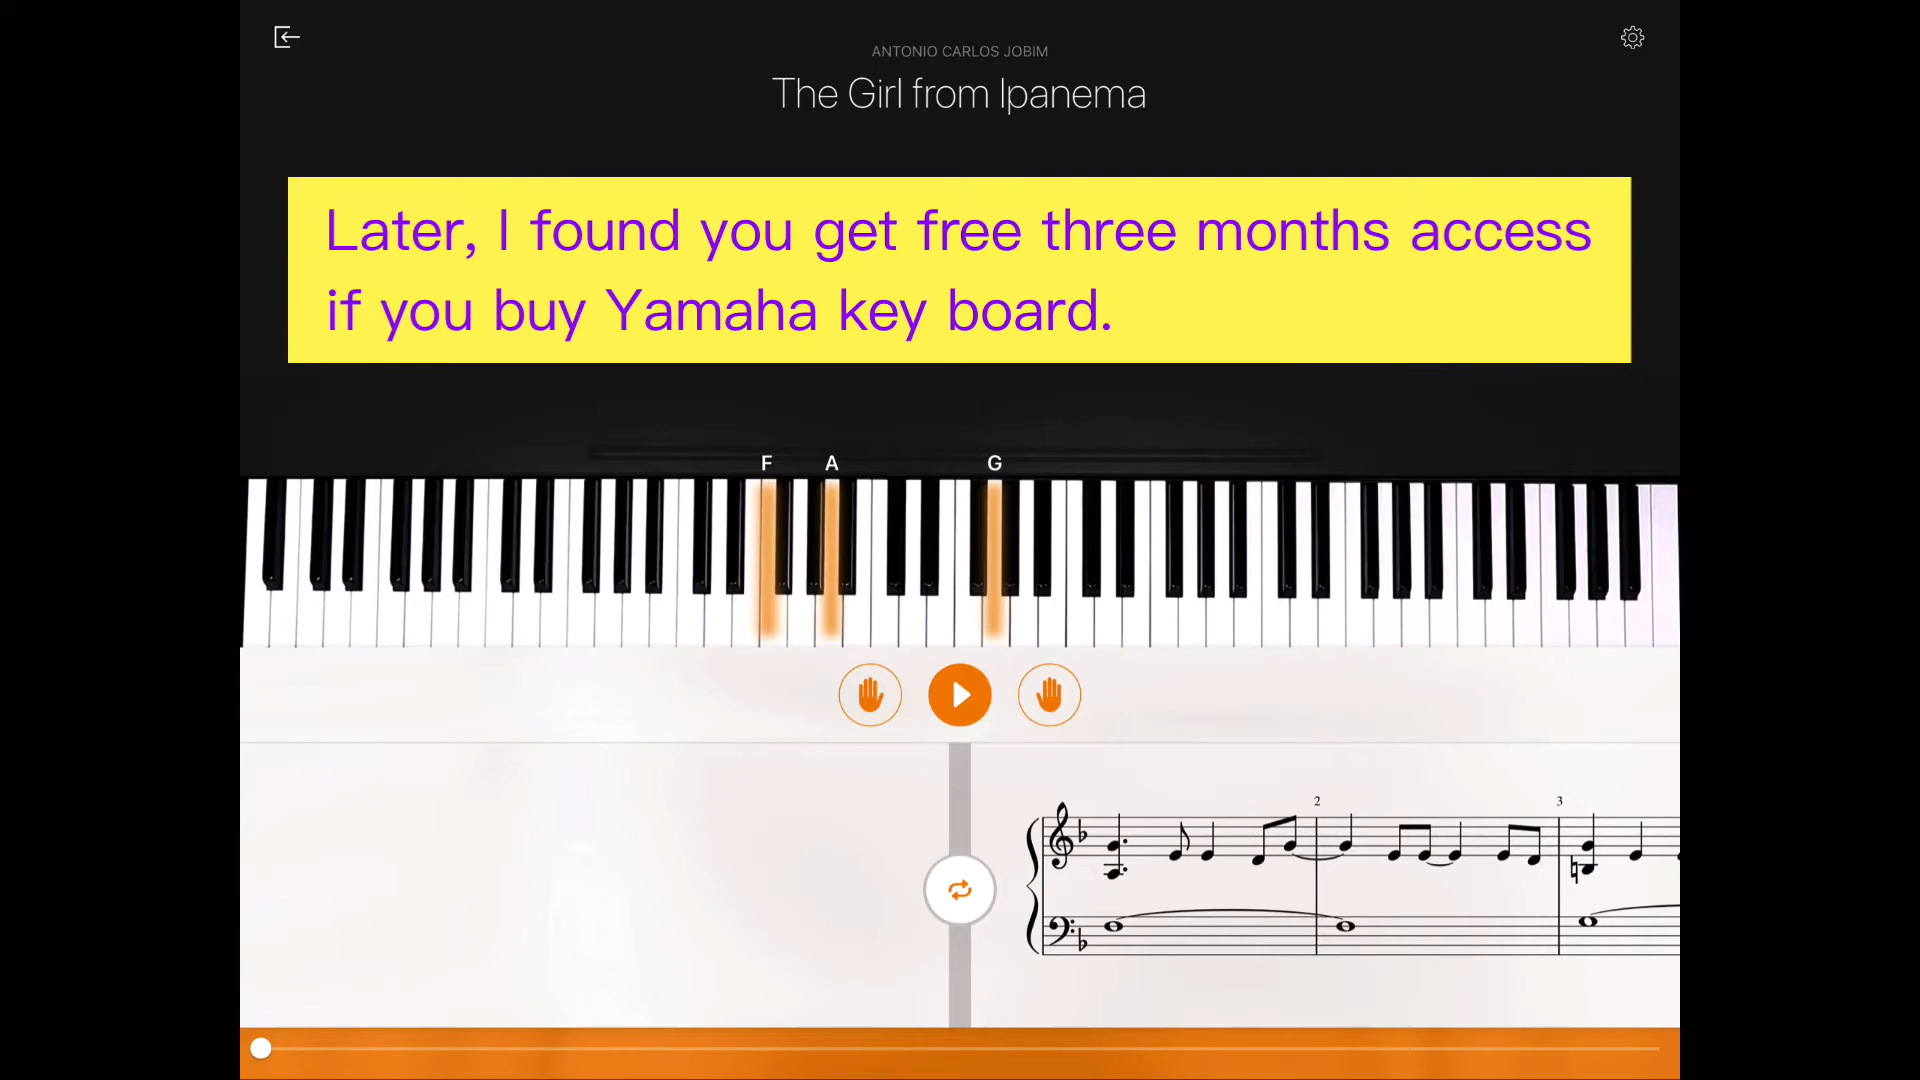 ANTONIO CARLOS JOBIM
The Girl from Ipanema
Later, I found you get free three months access
if you buy Yamaha key board.
F A G
2 3